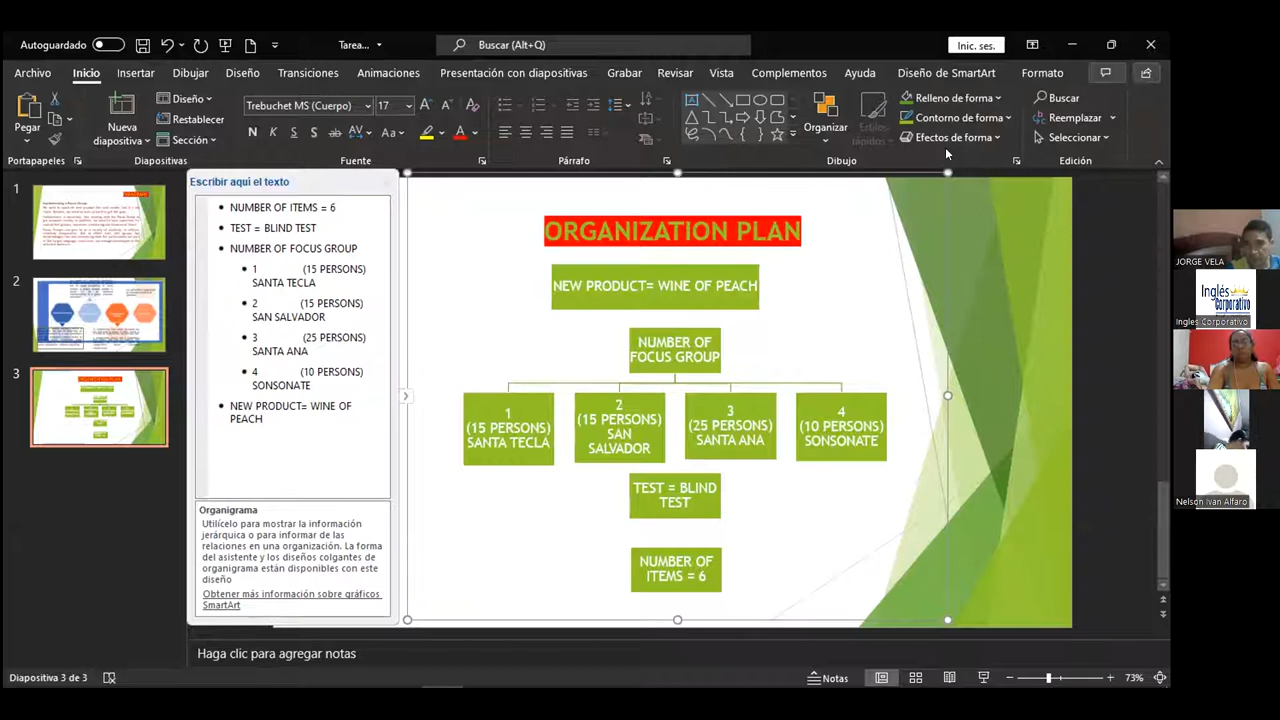 Autoguardado
Tarea...
Buscar (Alt+Q)
Inic. ses.
Archivo
Inicio
Insertar
Dibujar
Diseño
Transiciones
Animaciones
Presentación con diapositivas
Grabar
Revisar
Vista
Complementos
Ayuda
Diseño de SmartArt
Formato
Pegar
Nueva
diapositiva
Diseño
Restablecer
Sección
Trebuchet MS (Cuerpo)
17
Organizar
Estilos
rápidos
Relleno de forma
Contorno de forma
Efectos de forma
Buscar
Reemplazar
Seleccionar
Portapapeles
Diapositivas
Fuente
Párrafo
Dibujo
Edición
1
2
3
Escribir aquí el texto
NUMBER OF ITEMS = 6
TEST = BLIND TEST
NUMBER OF FOCUS GROUP
1 (15 PERSONS)
SANTA TECLA
2 (15 PERSONS)
SAN SALVADOR
3 (25 PERSONS)
SANTA ANA
4 (10 PERSONS)
SONSONATE
NEW PRODUCT= WINE OF
PEACH
Organigrama
Utilícelo para mostrar la información
jerárquica o para informar de las
relaciones en una organización. La forma
del asistente y los diseños colgantes de
organigrama están disponibles con este
diseño
Obtener más información sobre gráficos
SmartArt
ORGANIZATION PLAN
NEW PRODUCT= WINE OF PEACH
NUMBER OF
FOCUS GROUP
1
(15 PERSONS)
SANTA TECLA
2
(15 PERSONS)
SAN
SALVADOR
3
(25 PERSONS)
SANTA ANA
4
(10 PERSONS)
SONSONATE
TEST = BLIND
TEST
NUMBER OF
ITEMS = 6
Haga clic para agregar notas
Diapositiva 3 de 3
Notas
73%
JORGE VELA
Inglés
Corporativo
Ingles Corporativo
Nelson Ivan Alfaro